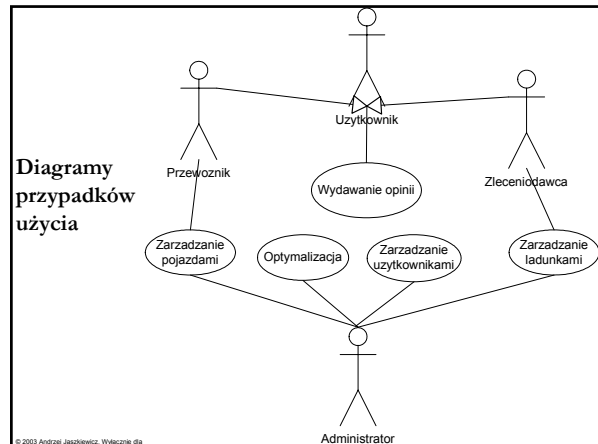 Uzytkownik
Przewoznik
Zleceniodawca
Diagramy
przypadków
użycia
Wydawanie opinii
Zarzadzanie
pojazdami
Optymalizacja
Zarzadzanie
uzytkownikami
Zarzadzanie
ladunkami
Administrator
© 2003 Andrzej Jaszkiewicz. Wyłącznie dla